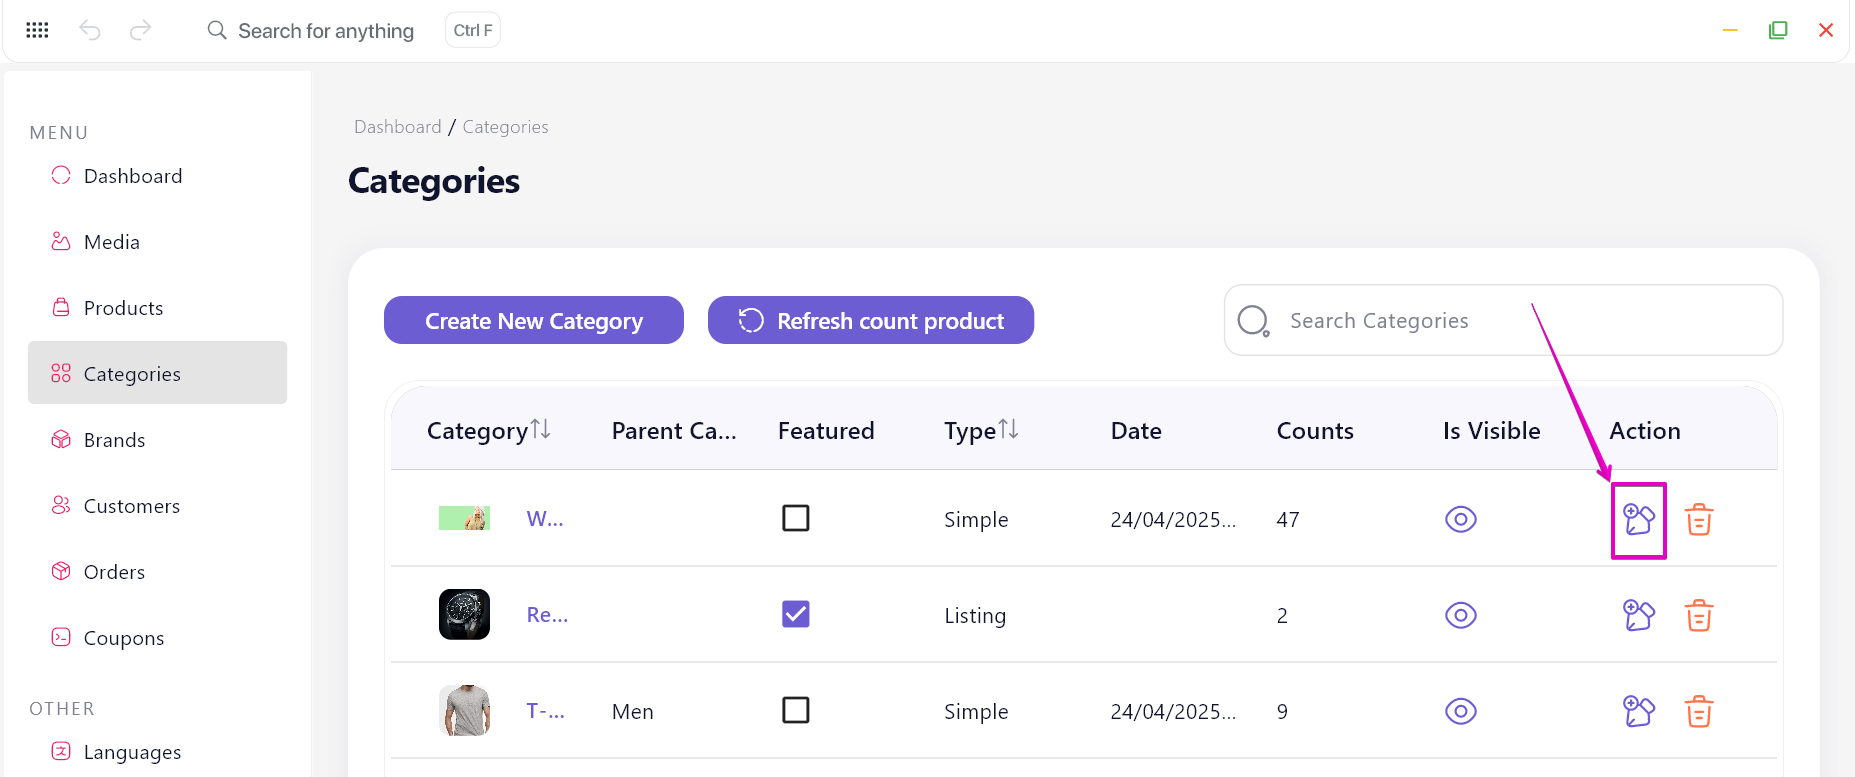 Search for anything
Ctrl F
MENU
Dashboard
Media
Products
Categories
Brands
Customers
Orders
Coupons
OTHER
Languages
Dashboard / Categories
Categories
Create New Category
Refresh count product
Search Categories
Category Parent Ca... Featured Type Date Counts Is Visible Action
W... Simple 24/04/2025... 47
Re... Listing 2
T-... Men Simple 24/04/2025... 9